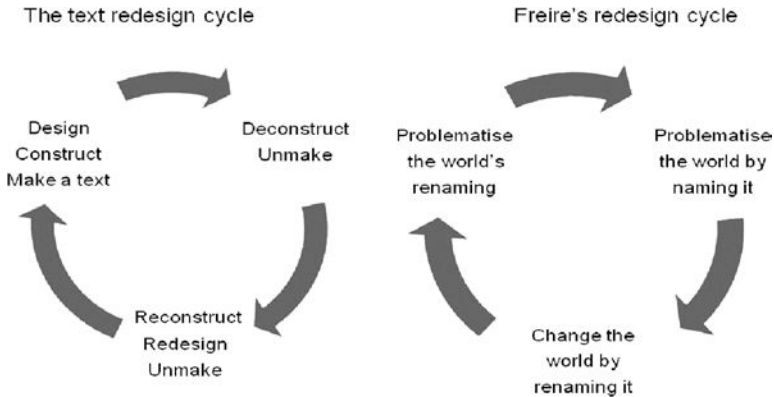 The text redesign cycle
Design
Construct
Make a text
Deconstruct
Unmake
Reconstruct
Redesign
Unmake
Freire's redesign cycle
Problematise
the world's
renaming
Problematise
the world by
naming it
Change the
world by
renaming it